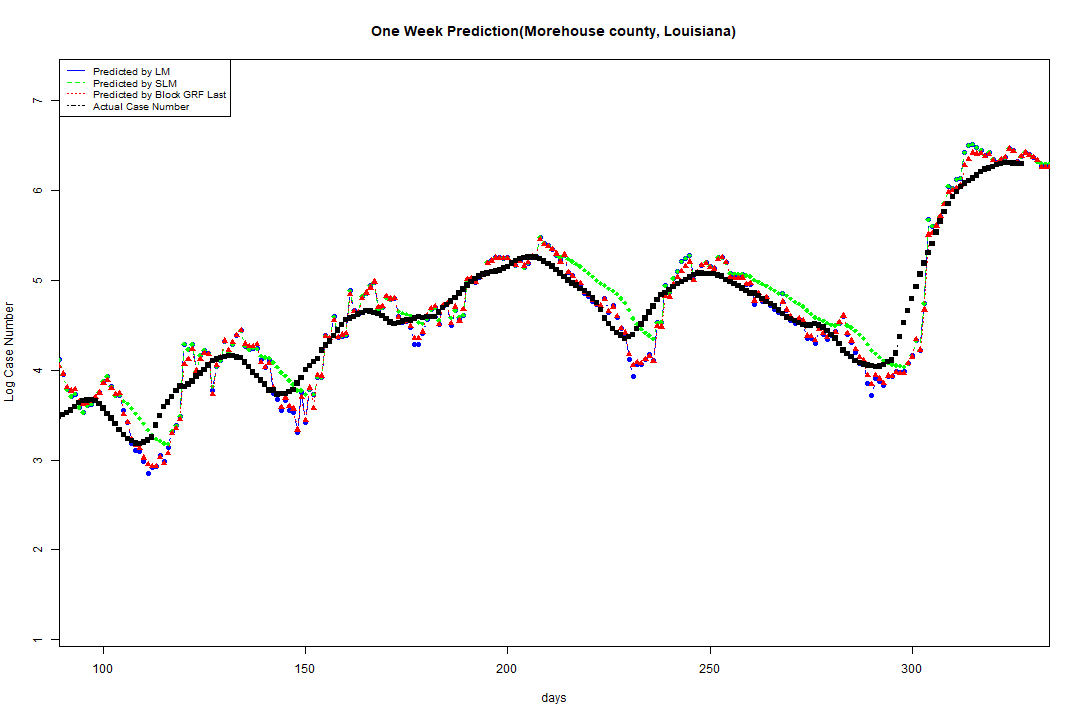 One Week Prediction(Morehouse county, Louisiana)
Predicted by LM
Predicted by SLM
Predicted by Block GRF Last
Actual Case Number
7
6
5
4
3
2
1
Log Case Number
100 150 200 250 300
days